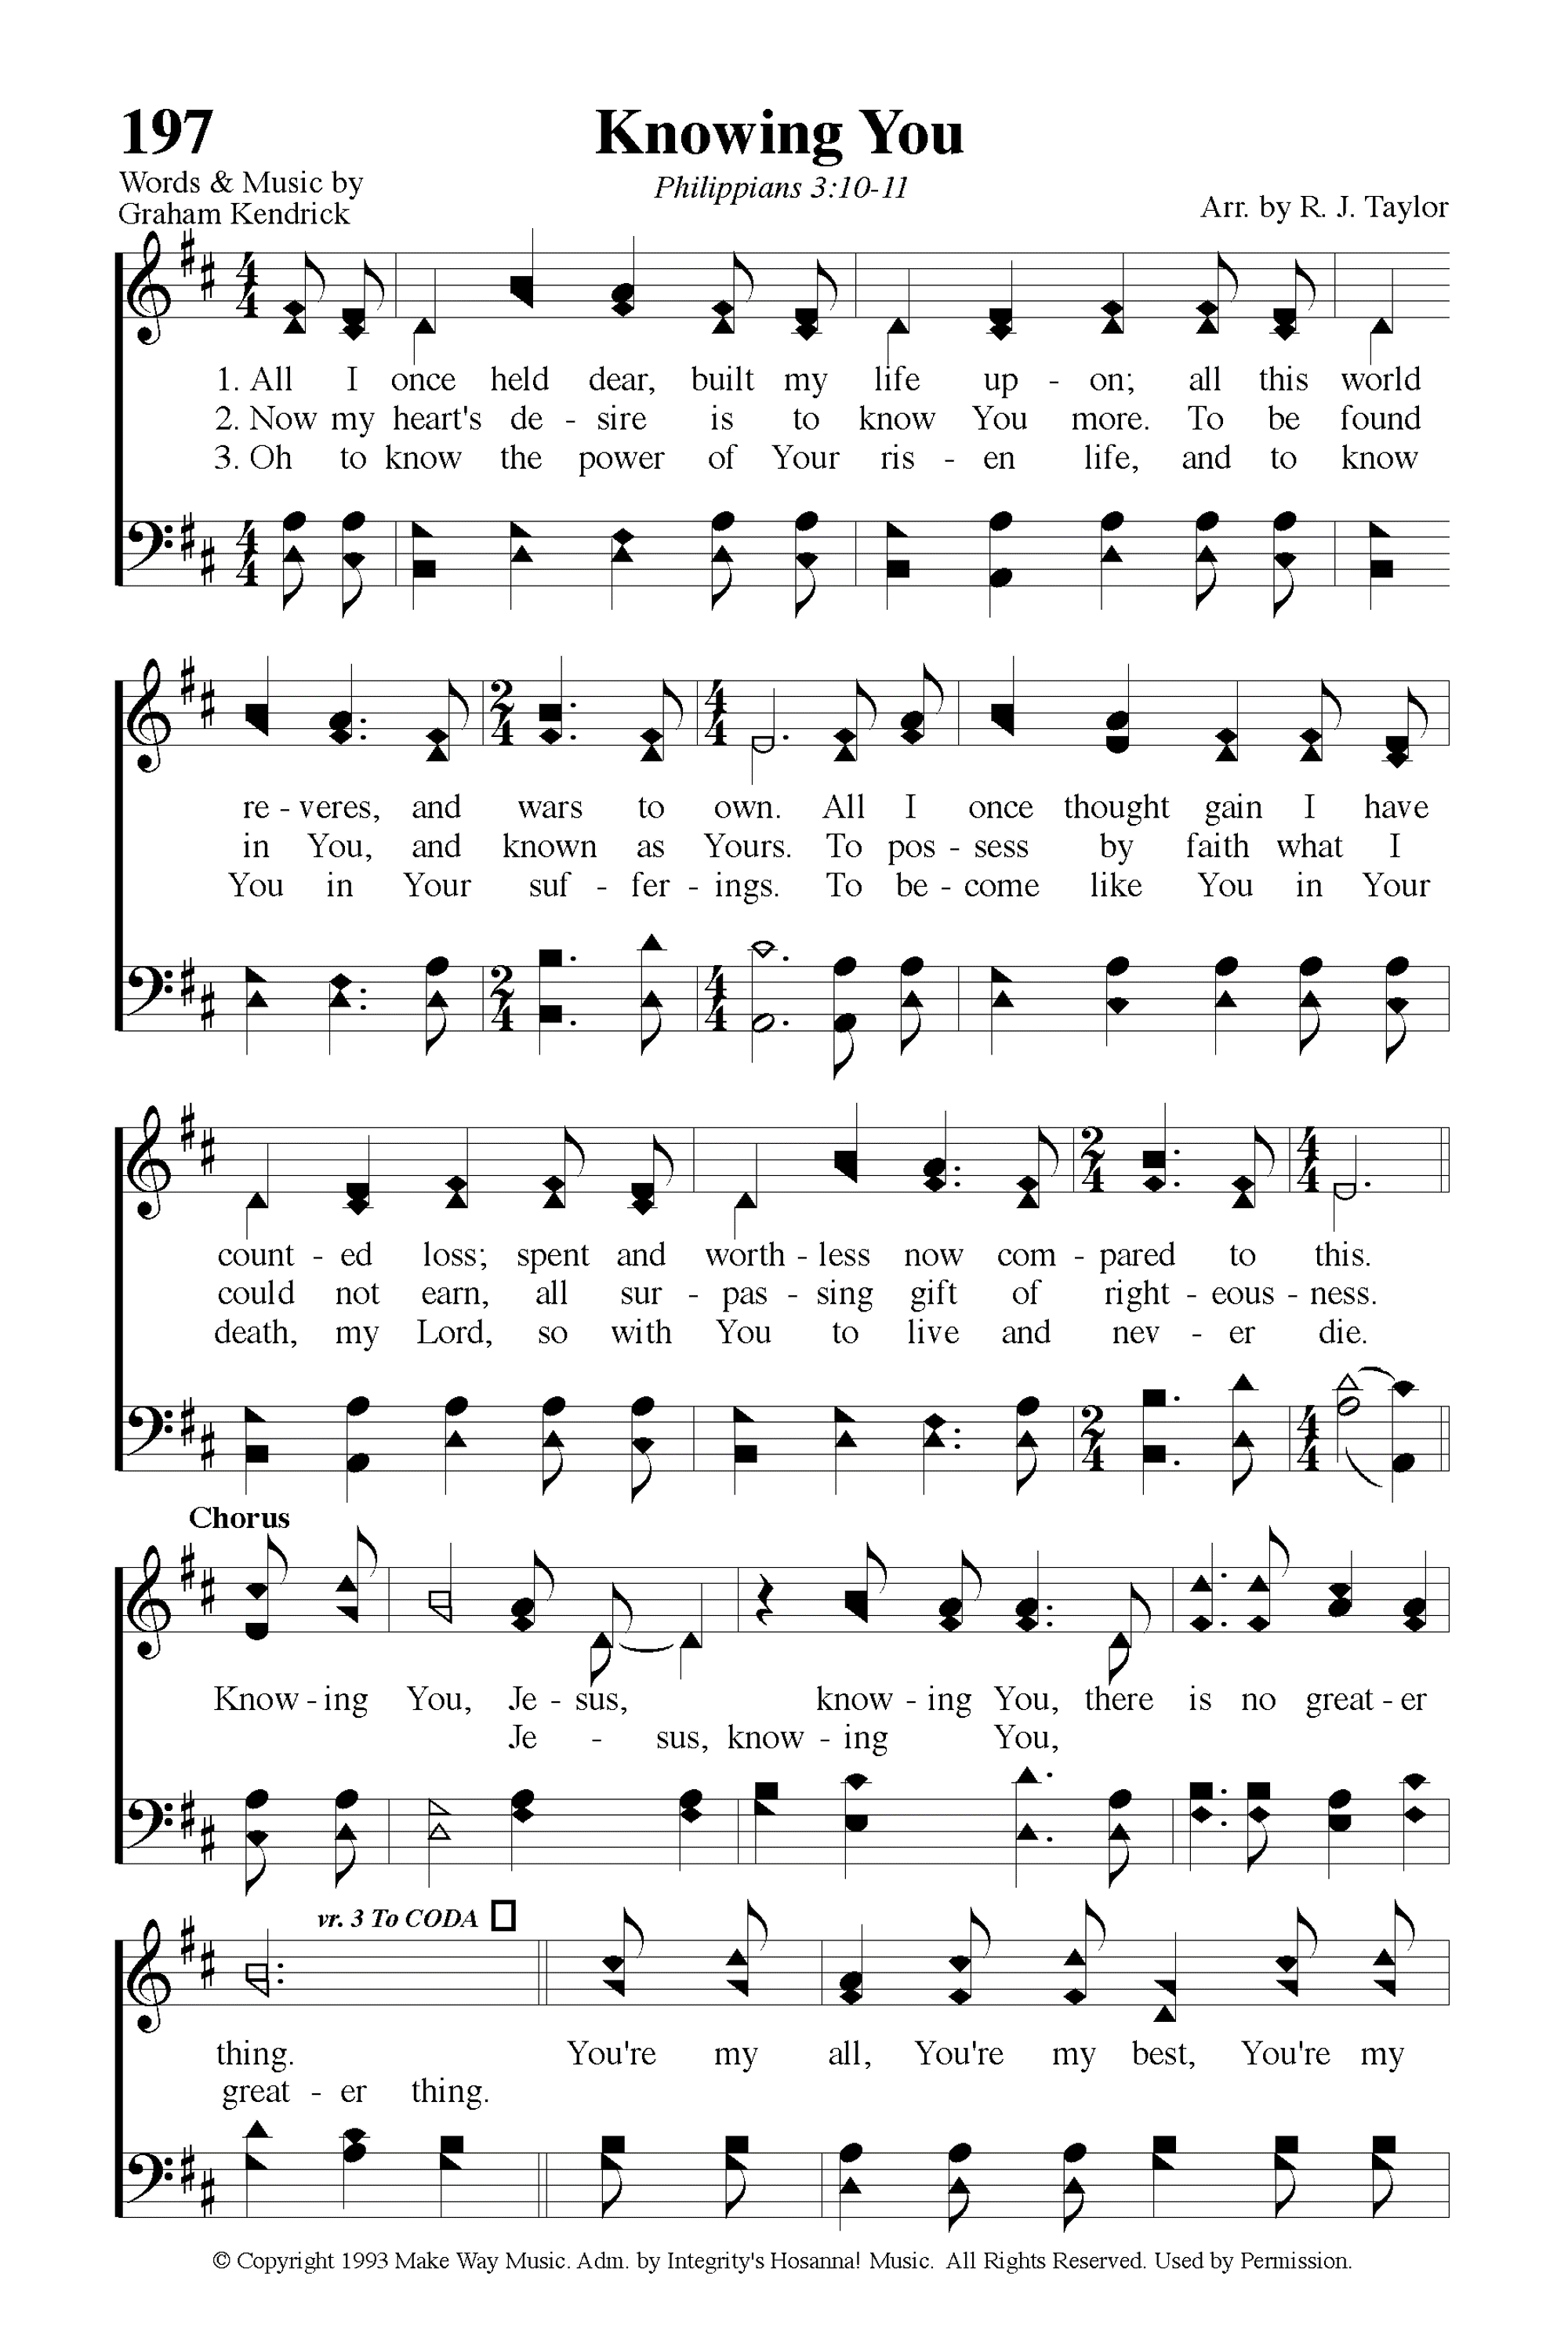 197
Knowing You
Words & Music by
Graham Kendrick
Philippians 3:10-11
Arr. by R. J. Taylor
1. All I once held dear, built my life up - on; all this world
2. Now my heart's de - sire is to know You more. To be found
3. Oh to know the power of Your ris - en life, and to know
re - veres, and wars to own. All I once thought gain I have
in You, and known as Yours. To pos - sess by faith what I
You in Your suf - fer - ings. To be - come like You in Your
count - ed loss; spent and worth - less now com - pared to this.
could not earn, all sur - pas - sing gift of right - eous - ness.
death, my Lord, so with You to live and nev - er die.
Chorus
Know - ing You, Je - sus, know - ing You, there is no great - er
Je - sus, know - ing You,
vr. 3 To CODA
thing. You're my all, You're my best, You're my
great - er thing.
© Copyright 1993 Make Way Music. Adm. by Integrity's Hosanna! Music. All Rights Reserved. Used by Permission.